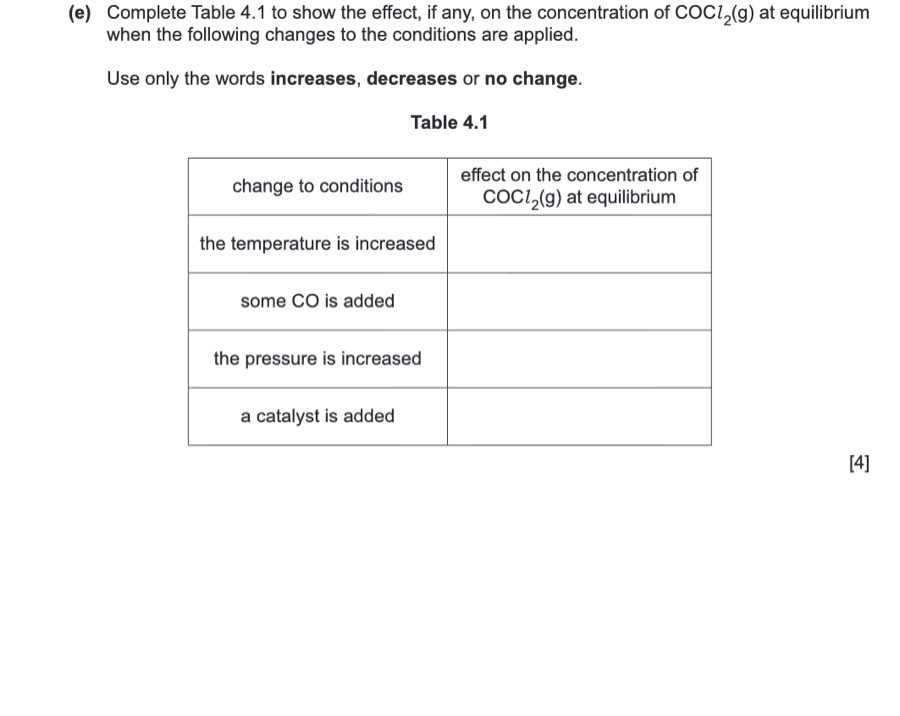 (e) Complete Table 4.1 to show the effect, if any, on the concentration of COCl₂(g) at equilibrium
when the following changes to the conditions are applied.
Use only the words increases, decreases or no change.
Table 4.1
change to conditions
effect on the concentration of
COCl₂(g) at equilibrium
the temperature is increased
some CO is added
the pressure is increased
a catalyst is added
[4]